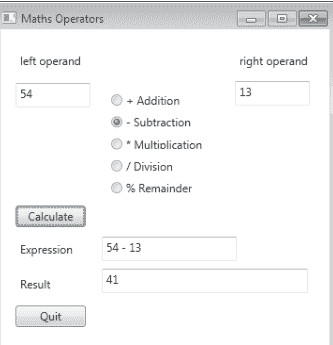 Maths Operators
left operand
right operand
54
13
+ Addition
- Subtraction
* Multiplication
/ Division
% Remainder
Calculate
Expression
54 - 13
Result
41
Quit